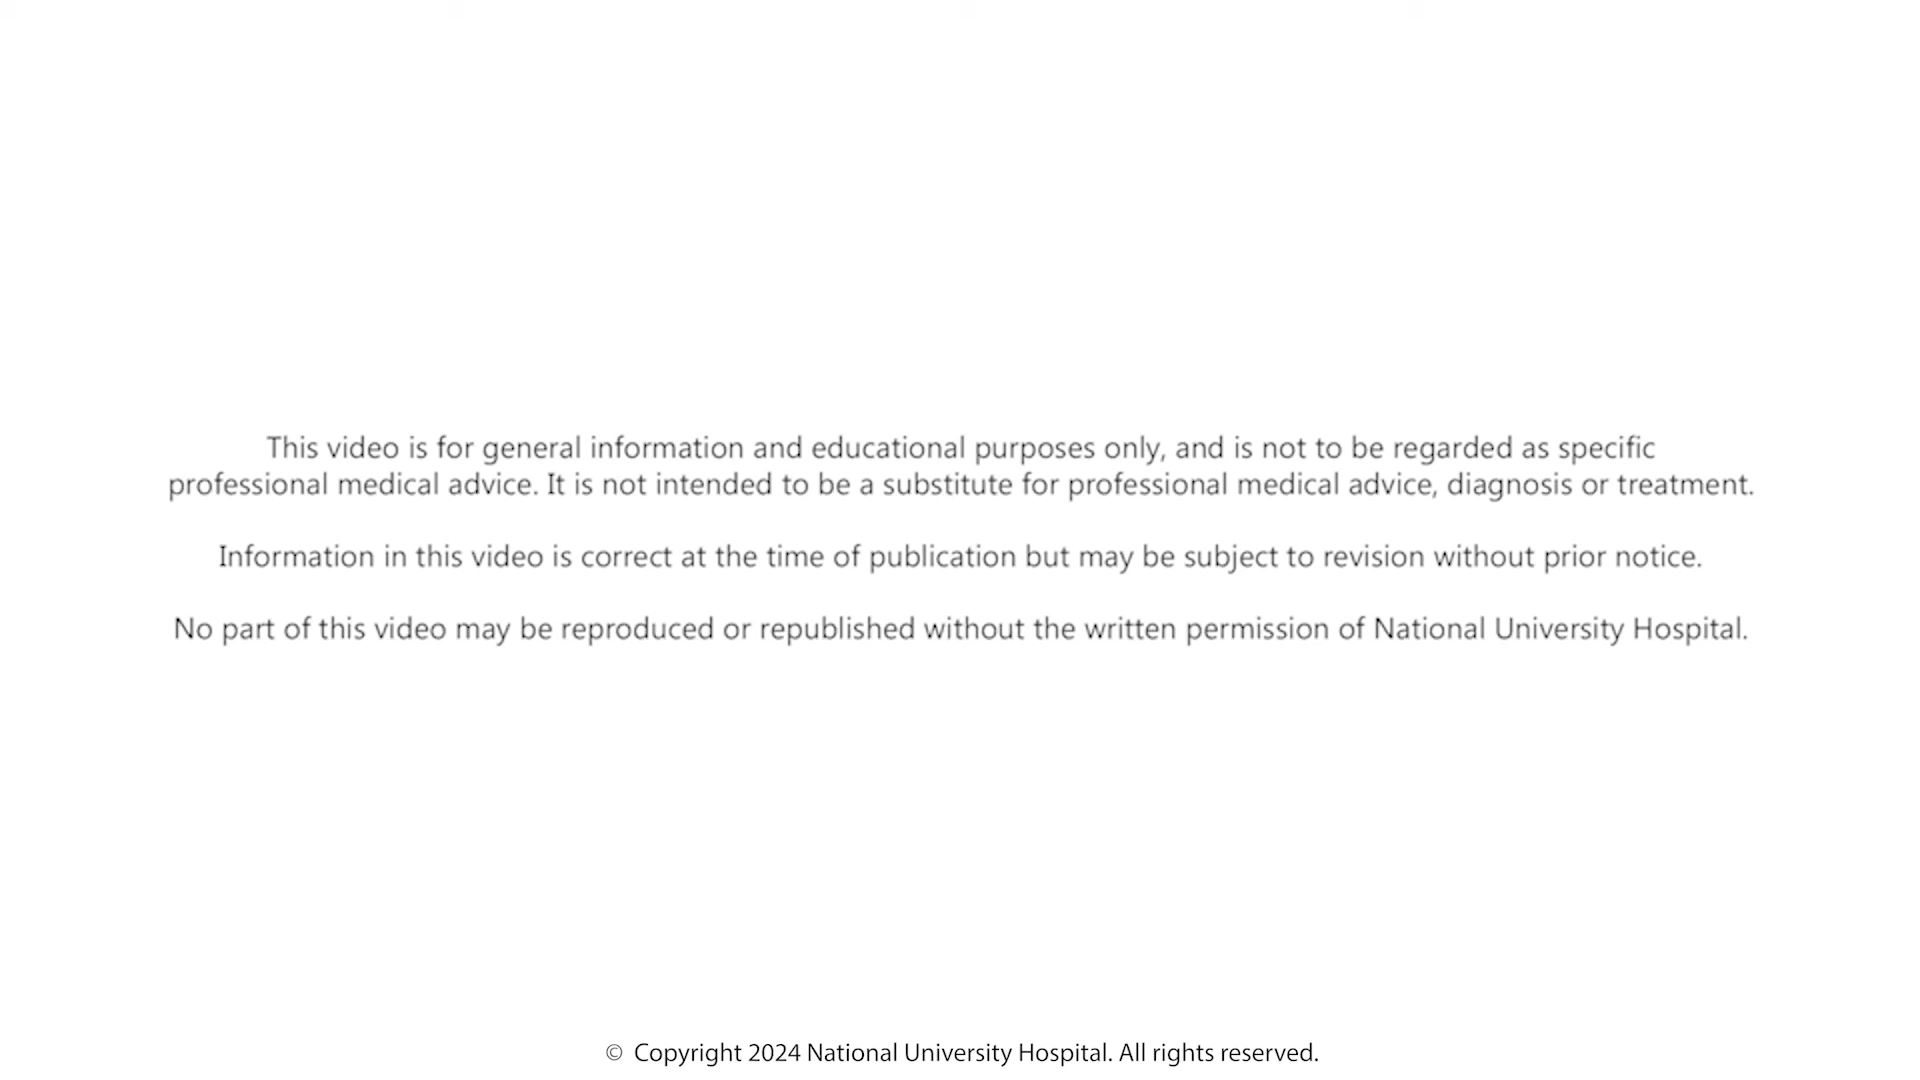 This video is for general information and educational purposes only, and is not to be regarded as specific
professional medical advice. It is not intended to be a substitute for professional medical advice, diagnosis or treatment.
Information in this video is correct at the time of publication but may be subject to revision without prior notice.
No part of this video may be reproduced or republished without the written permission of National University Hospital.
© Copyright 2024 National University Hospital. All rights reserved.